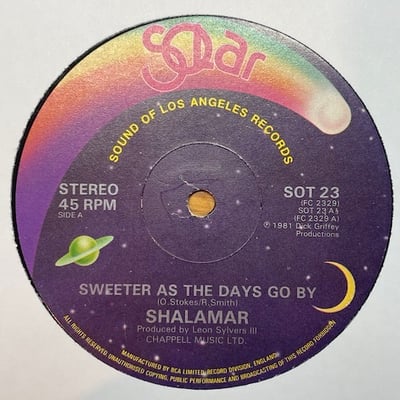 Solar
SOUND OF LOS ANGELES RECORDS
STEREO
45 RPM
SIDE A
SOT 23
(FC 2329)
SOT 23 A
(FC 2329 A)
℗ 1981 Dick Griffey
Productions
SWEETER AS THE DAYS GO BY
(O.Stokes/R.Smith)
SHALAMAR
Produced by Leon Sylvers III
CHAPPELL MUSIC LTD.
MANUFACTURED BY RCA LIMITED, RECORD DIVISION, ENGLAND.
ALL RIGHTS RESERVED. UNAUTHORISED COPYING, PUBLIC PERFORMANCE AND BROADCASTING OF THIS RECORD FORBIDDEN